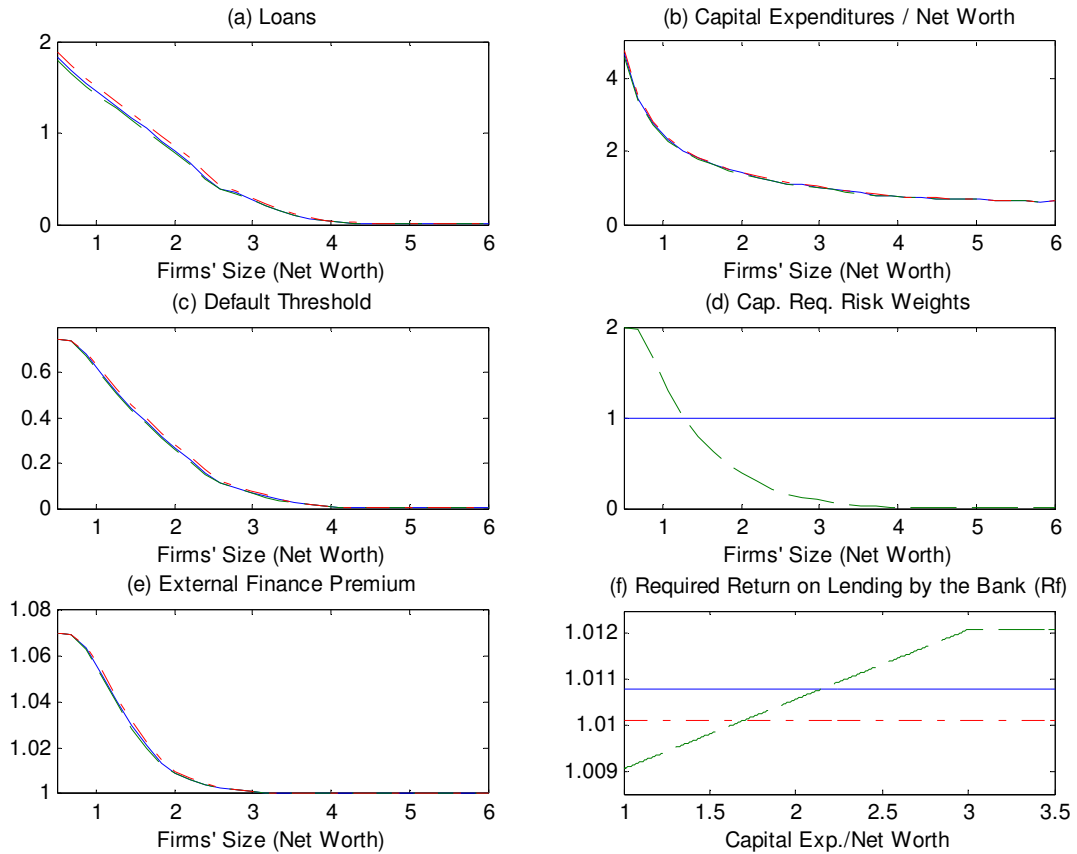 (a) Loans
2
1
0
1 2 3 4 5 6
Firms' Size (Net Worth)
(b) Capital Expenditures / Net Worth
4
2
0
1 2 3 4 5 6
Firms' Size (Net Worth)
(c) Default Threshold
0.6
0.4
0.2
0
1 2 3 4 5 6
Firms' Size (Net Worth)
(d) Cap. Req. Risk Weights
2
1
0
1 2 3 4 5 6
Firms' Size (Net Worth)
(e) External Finance Premium
1.08
1.06
1.04
1.02
1
1 2 3 4 5 6
Firms' Size (Net Worth)
(f) Required Return on Lending by the Bank (Rf)
1.012
1.011
1.01
1.009
1 1.5 2 2.5 3 3.5
Capital Exp./Net Worth